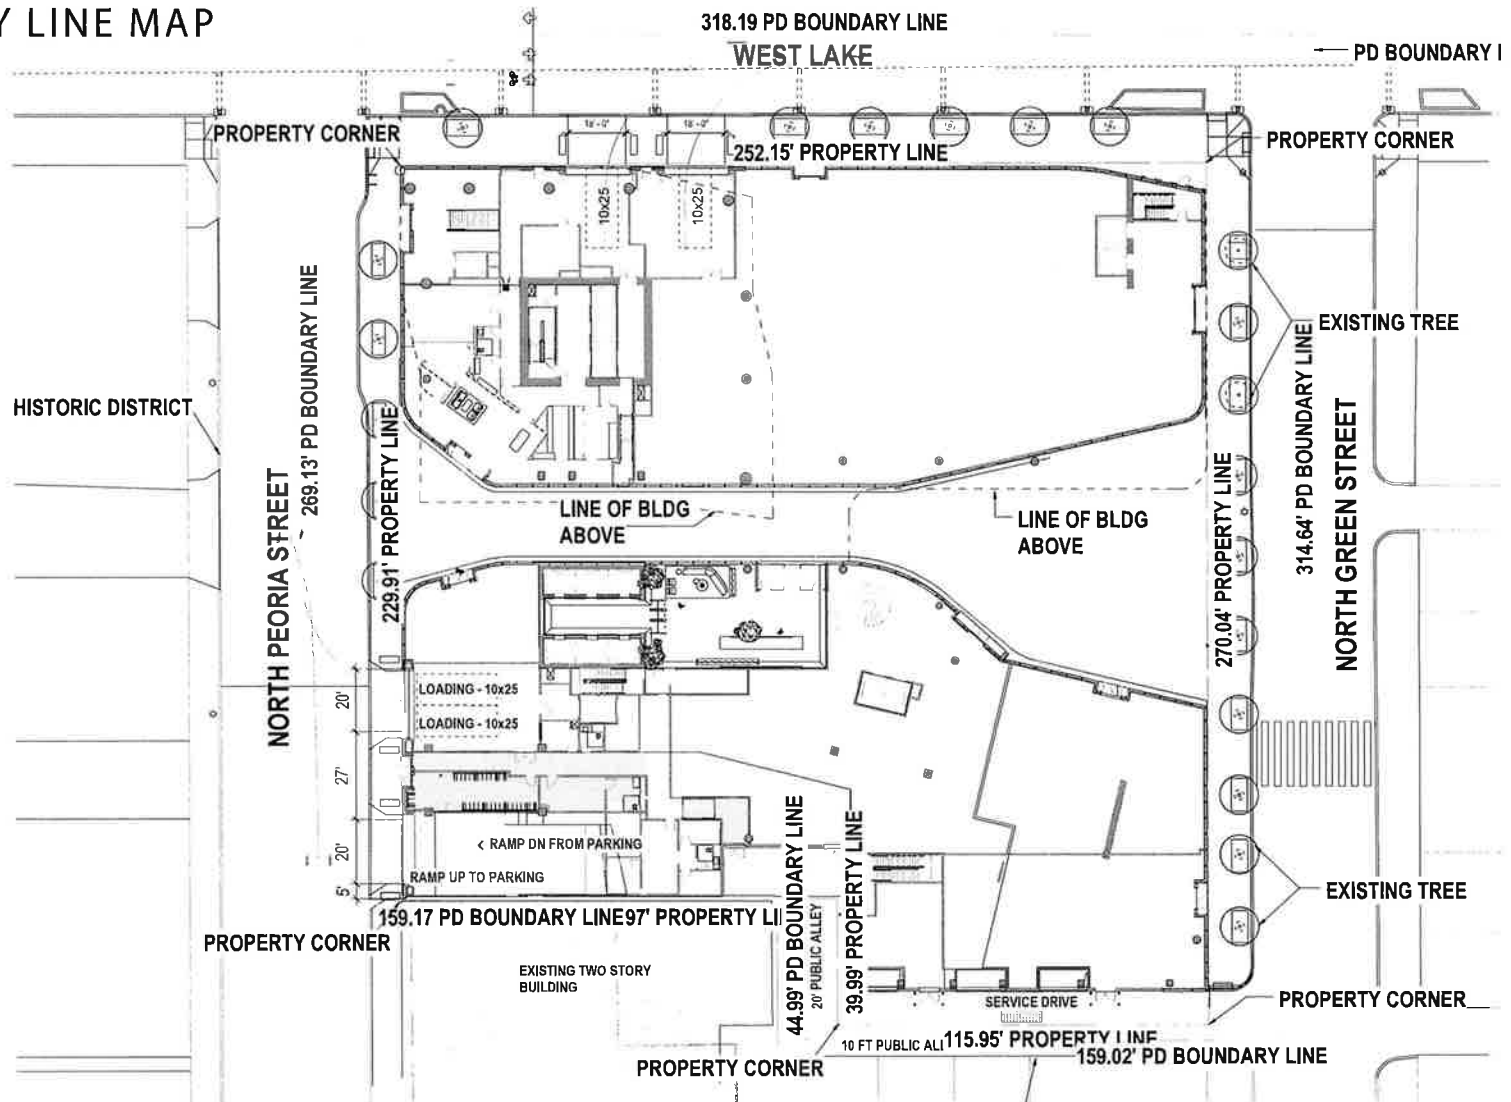 Y LINE MAP
318.19 PD BOUNDARY LINE
WEST LAKE
PD BOUNDARY
PROPERTY CORNER
18'-0"
18'-0"
252.15' PROPERTY LINE
PROPERTY CORNER
10x25
10x25
269.13' PD BOUNDARY LINE
EXISTING TREE
HISTORIC DISTRICT
229.91' PROPERTY LINE
314.64' PD BOUNDARY LINE
NORTH GREEN STREET
NORTH PEORIA STREET
LINE OF BLDG
ABOVE
LINE OF BLDG
ABOVE
270.04' PROPERTY LINE
20'
LOADING - 10x25
LOADING - 10x25
27'
20'
5'
< RAMP DN FROM PARKING
RAMP UP TO PARKING
44.99' PD BOUNDARY LINE
20' PUBLIC ALLEY
39.99' PROPERTY LINE
EXISTING TREE
159.17 PD BOUNDARY LINE
97' PROPERTY LI
PROPERTY CORNER
EXISTING TWO STORY
BUILDING
SERVICE DRIVE
PROPERTY CORNER
10 FT PUBLIC ALL
115.95' PROPERTY LINE
159.02' PD BOUNDARY LINE
PROPERTY CORNER